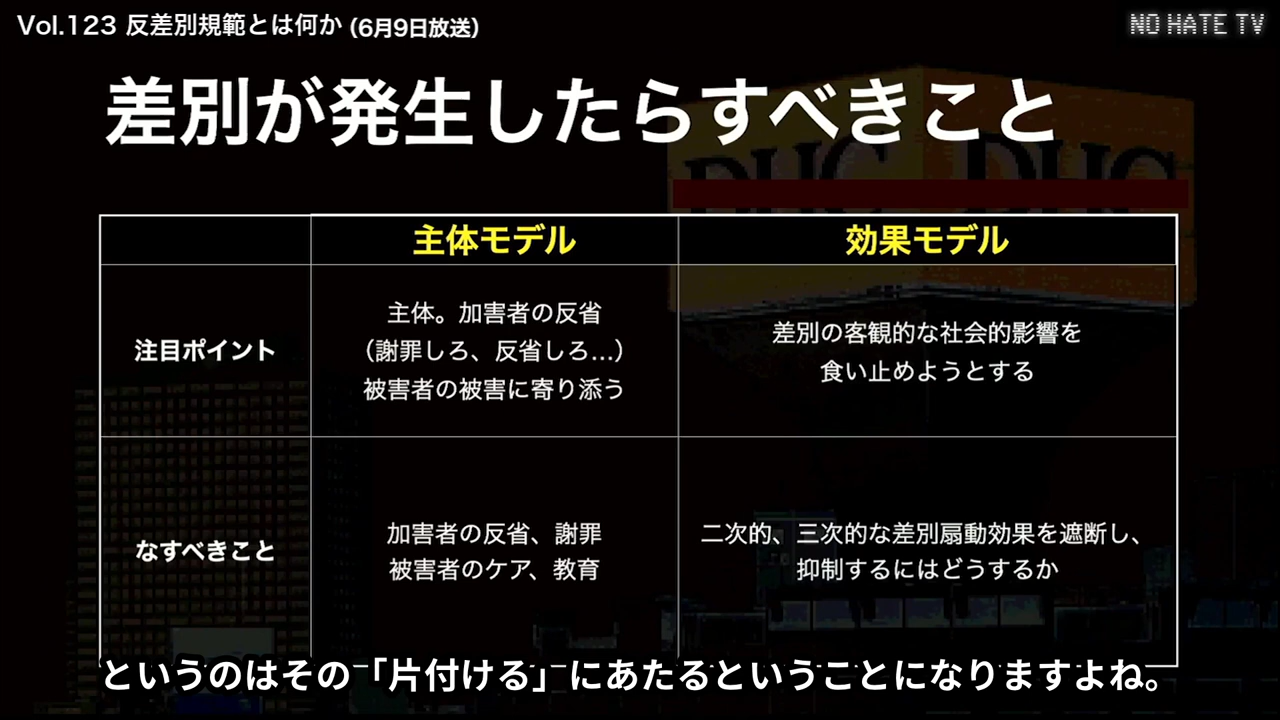 Vol.123 反差別規範とは何か (6月9日放送)
NO HATE TV
差別が発生したらすべきこと
DHC DHC
主体モデル
効果モデル
注目ポイント
主体。加害者の反省
(謝罪しろ、反省しろ…)
被害者の被害に寄り添う
差別の客観的な社会的影響を
食い止めようとする
なすべきこと
加害者の反省、謝罪
被害者のケア、教育
二次的、三次的な差別扇動効果を遮断し、
抑制するにはどうするか
というのはその「片付ける」にあたるということになりますよね。